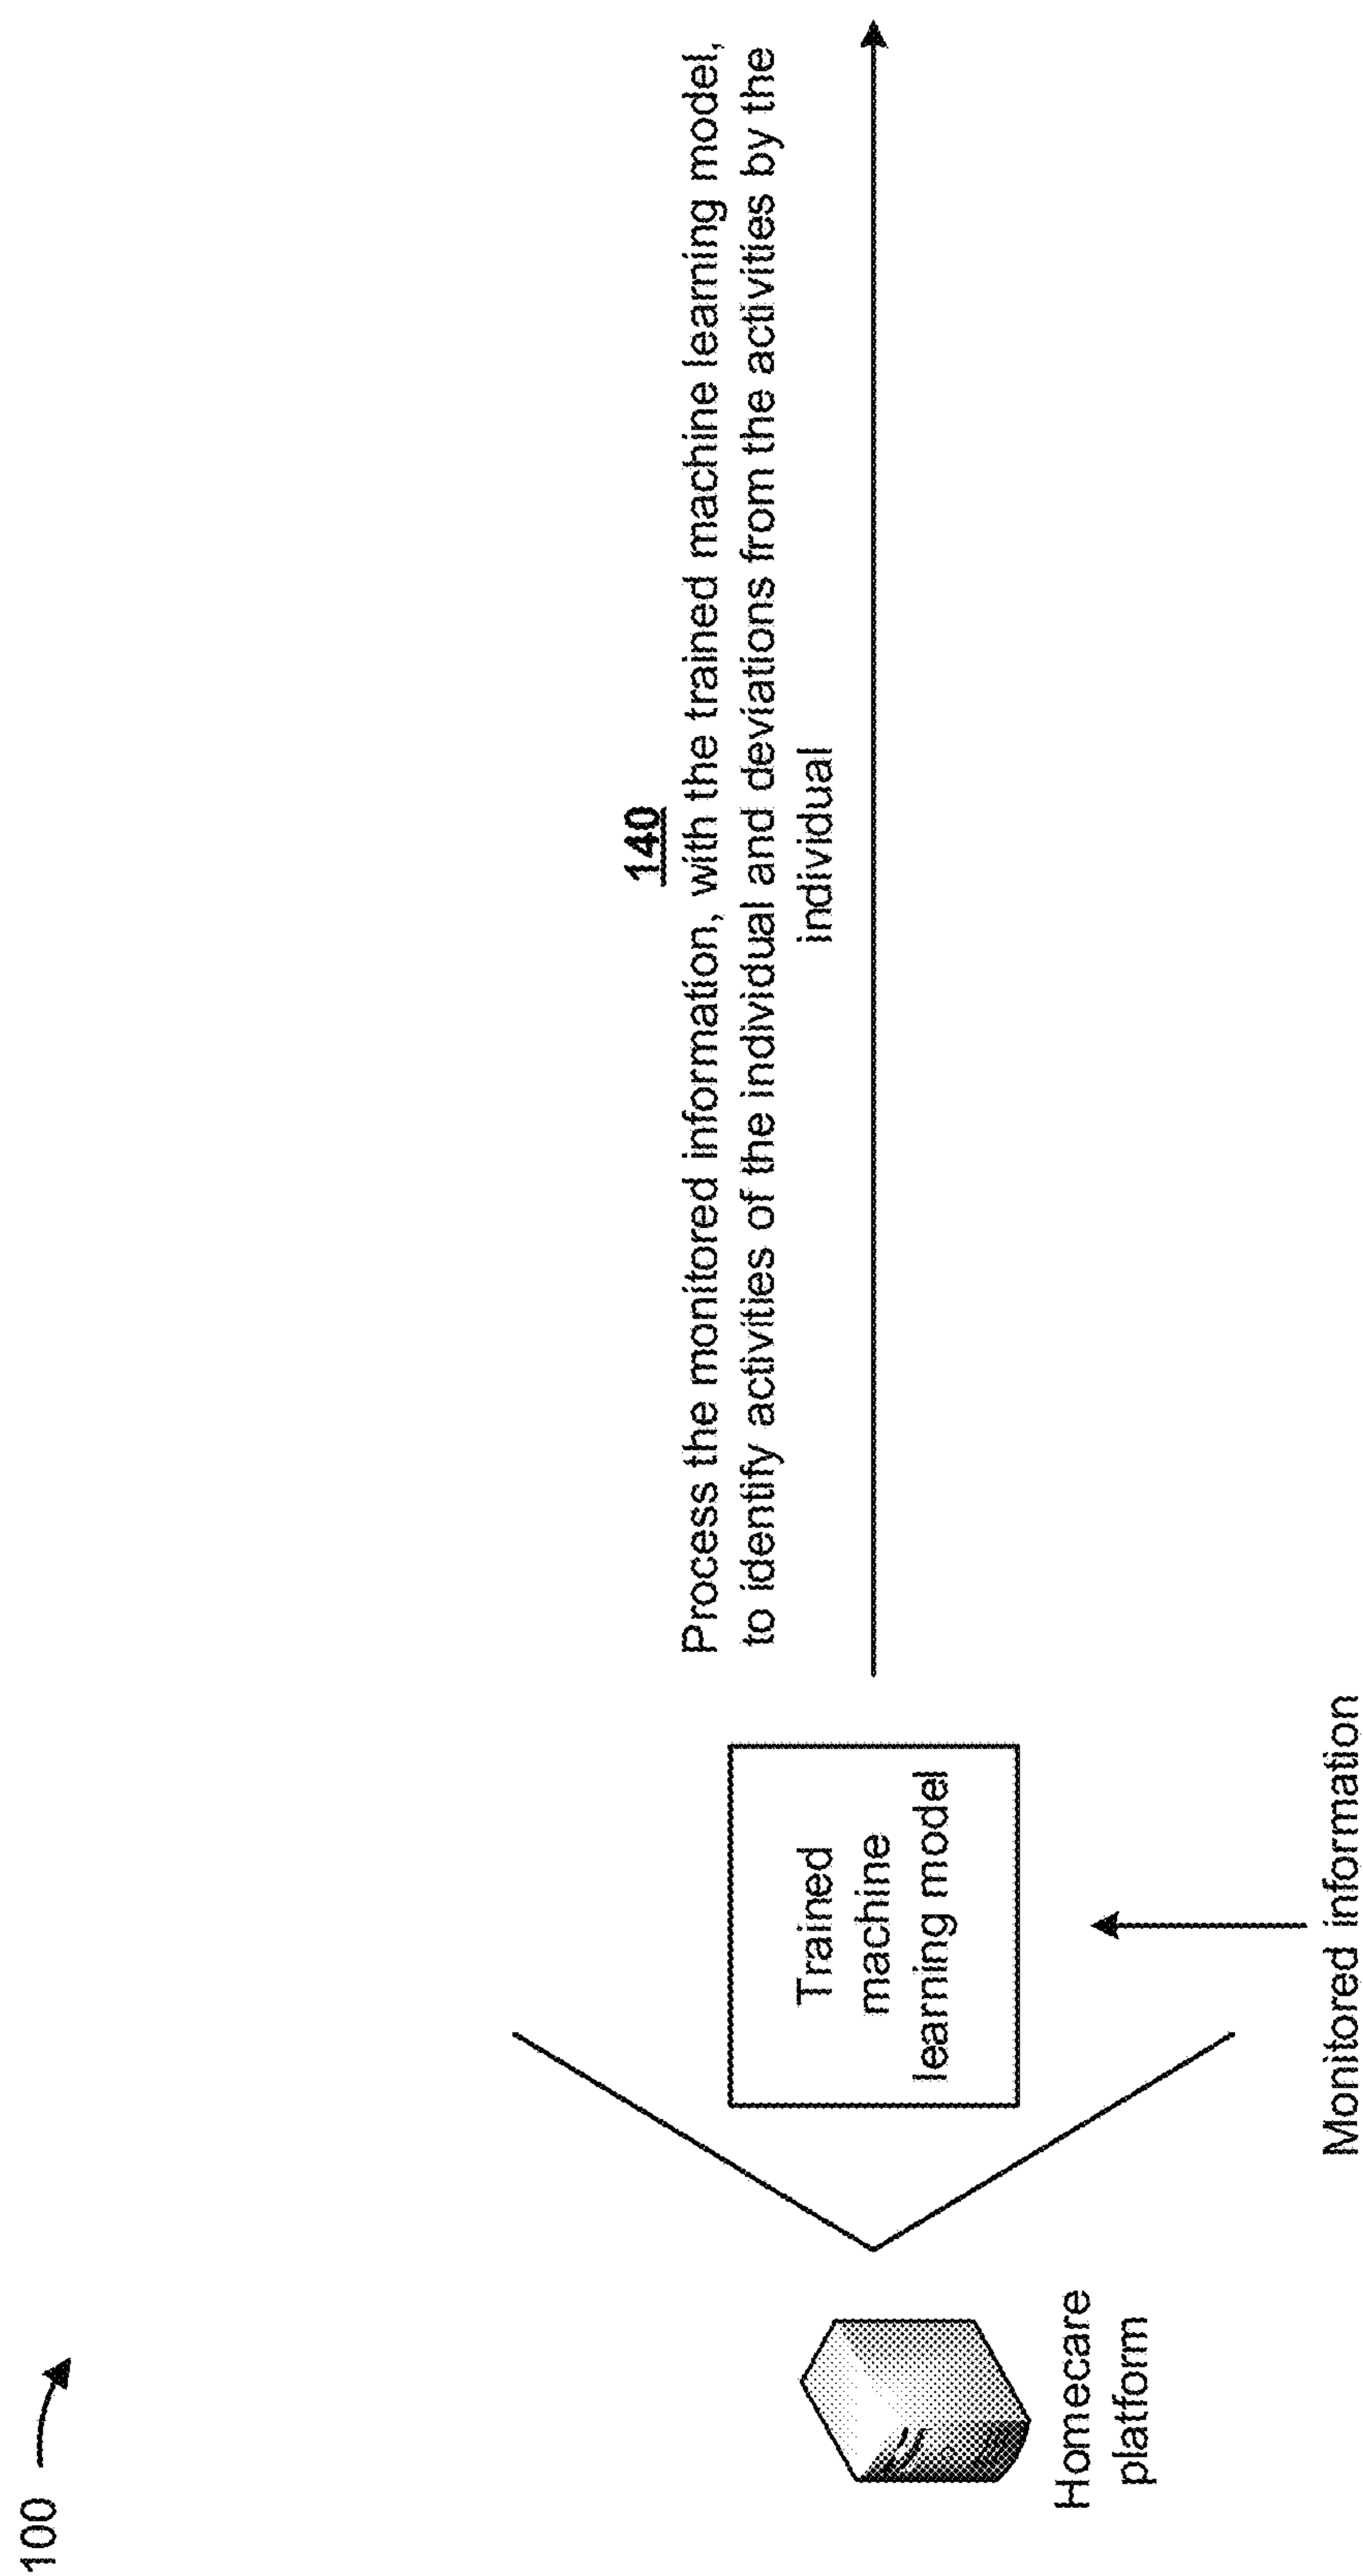 100
140
Process the monitored information, with the trained machine learning model,
to identify activities of the individual and deviations from the activities by the
individual
Trained
machine
learning model
Homecare
platform
Monitored information